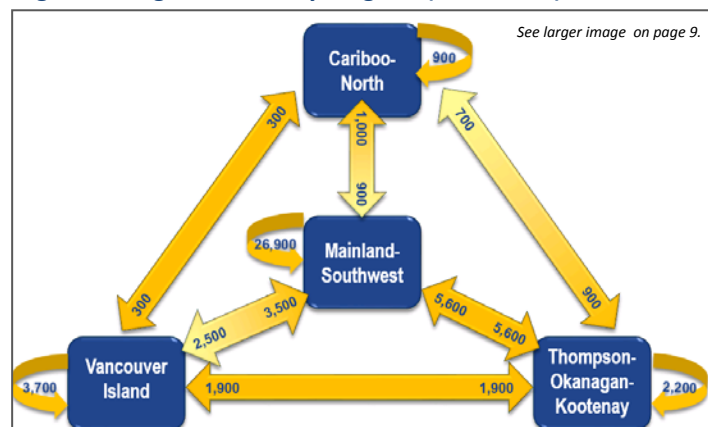 See larger image on page 9.
Cariboo-
North
900
300
1,000
700
900
26,900
Mainland-
Southwest
300
3,500
2,500
5,600
5,600
900
Vancouver
Island
3,700
1,900
1,900
Thompson-
Okanagan-
Kootenay
2,200